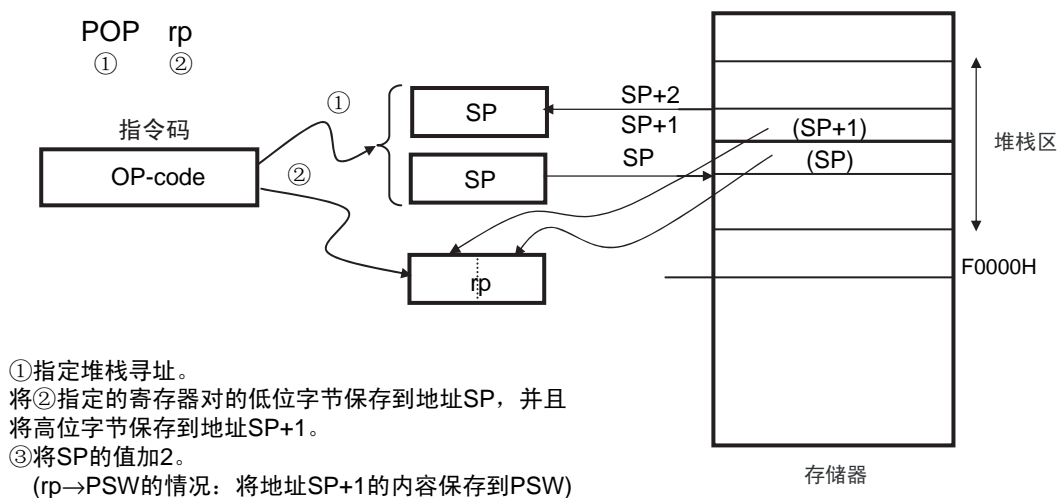 POP rp
① ②
指令码
OP-code
①
②
SP
SP
rp
SP+2
SP+1
SP
(SP+1)
(SP)
堆栈区
F0000H
存储器
①指定堆栈寻址。
将②指定的寄存器对的低位字节保存到地址SP，并且
将高位字节保存到地址SP+1。
③将SP的值加2。
(rp→PSW的情况：将地址SP+1的内容保存到PSW)